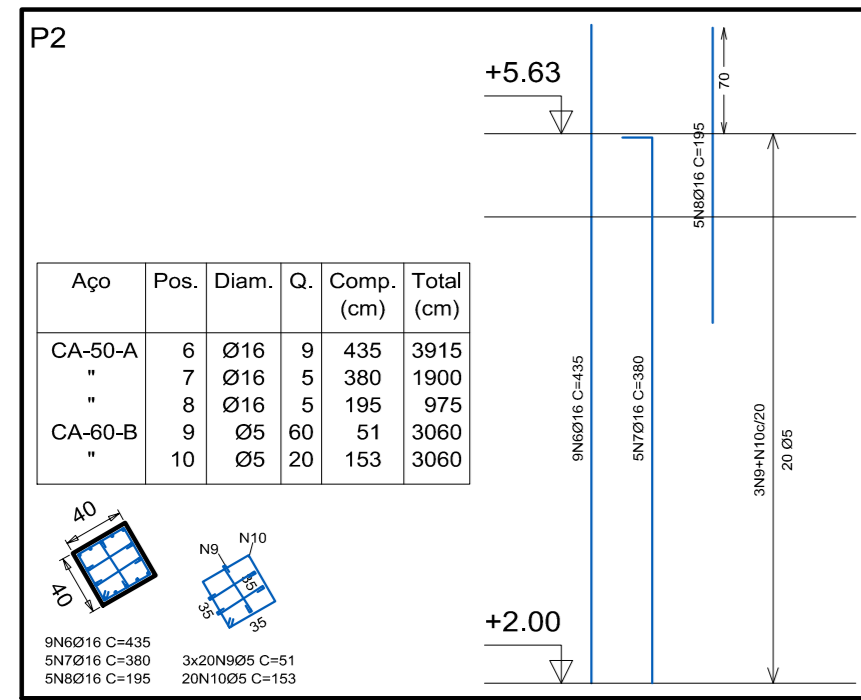 P2
+5.63
70
5N8Ø16 C=195
Aço Pos. Diam. Q. Comp. (cm) Total (cm)
CA-50-A 6 Ø16 9 435 3915
" 7 Ø16 5 380 1900
" 8 Ø16 5 195 975
CA-60-B 9 Ø5 60 51 3060
" 10 Ø5 20 153 3060
9N6Ø16 C=435
5N7Ø16 C=380
3N9+N10c/20
20 Ø5
40
40
N9
N10
35
35
35
+2.00
9N6Ø16 C=435
5N7Ø16 C=380 3x20N9Ø5 C=51
5N8Ø16 C=195 20N10Ø5 C=153